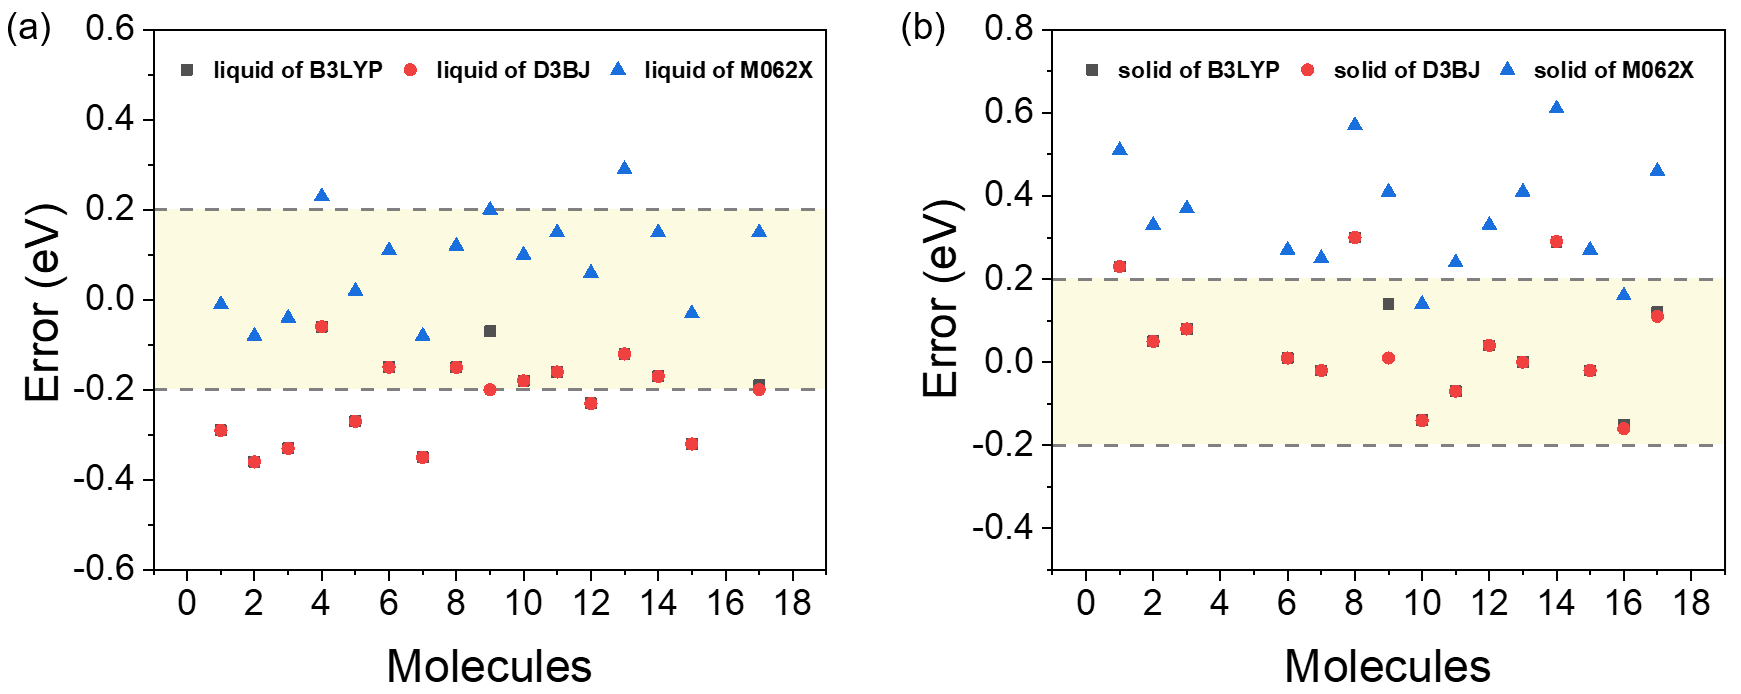 (a)
0.6
0.4
0.2
0.0
-0.2
-0.4
-0.6
Error (eV)
liquid of B3LYP liquid of D3BJ liquid of M062X
0 2 4 6 8 10 12 14 16 18
Molecules
(b)
0.8
0.6
0.4
0.2
0.0
-0.2
-0.4
Error (eV)
solid of B3LYP solid of D3BJ solid of M062X
0 2 4 6 8 10 12 14 16 18
Molecules